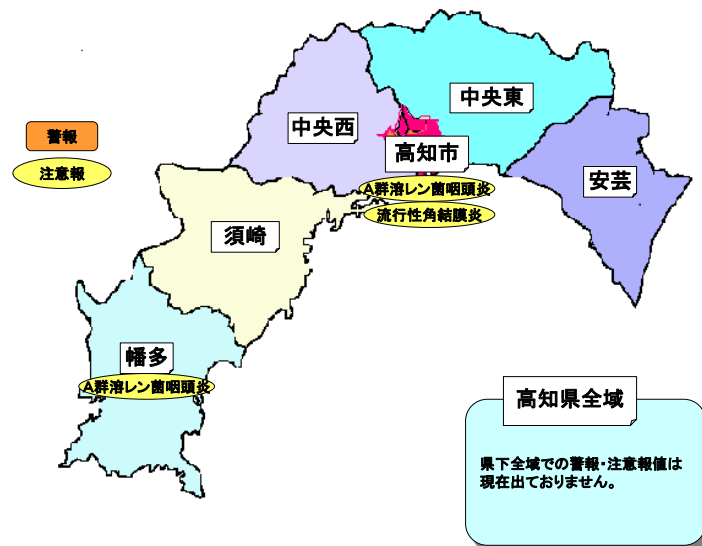 中央東
中央西
警報
高知市
注意報
安芸
A群溶レン菌咽頭炎
流行性角結膜炎
須崎
幡多
A群溶レン菌咽頭炎
高知県全域
県下全域での警報・注意報値は
現在出ておりません。